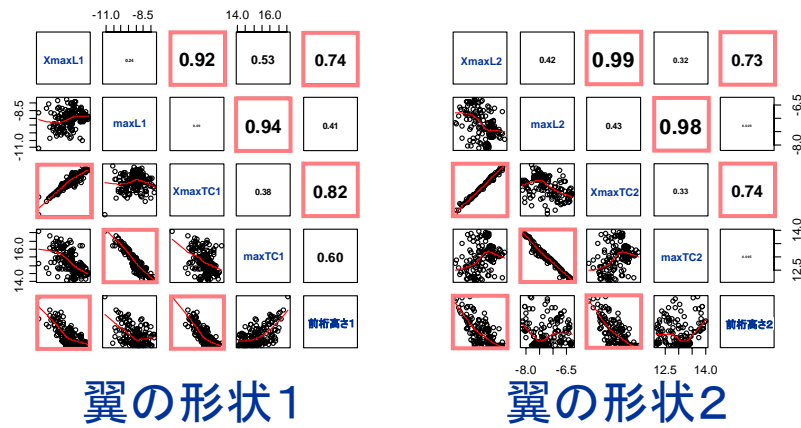 -11.0 -8.5 14.0 16.0
XmaxL1 0.24 0.92 0.53 0.74
-8.5
-11.0
maxL1 0.94 0.41
XmaxTC1 0.38 0.82
16.0
14.0
maxTC1 0.60
前桁高さ1
翼の形状1
XmaxL2 0.42 0.99 0.32 0.73
maxL2 0.43 0.98
-6.5
-8.0
XmaxTC2 0.33 0.74
maxTC2
14.0
12.5
前桁高さ2
-8.0 -6.5 12.5 14.0
翼の形状2